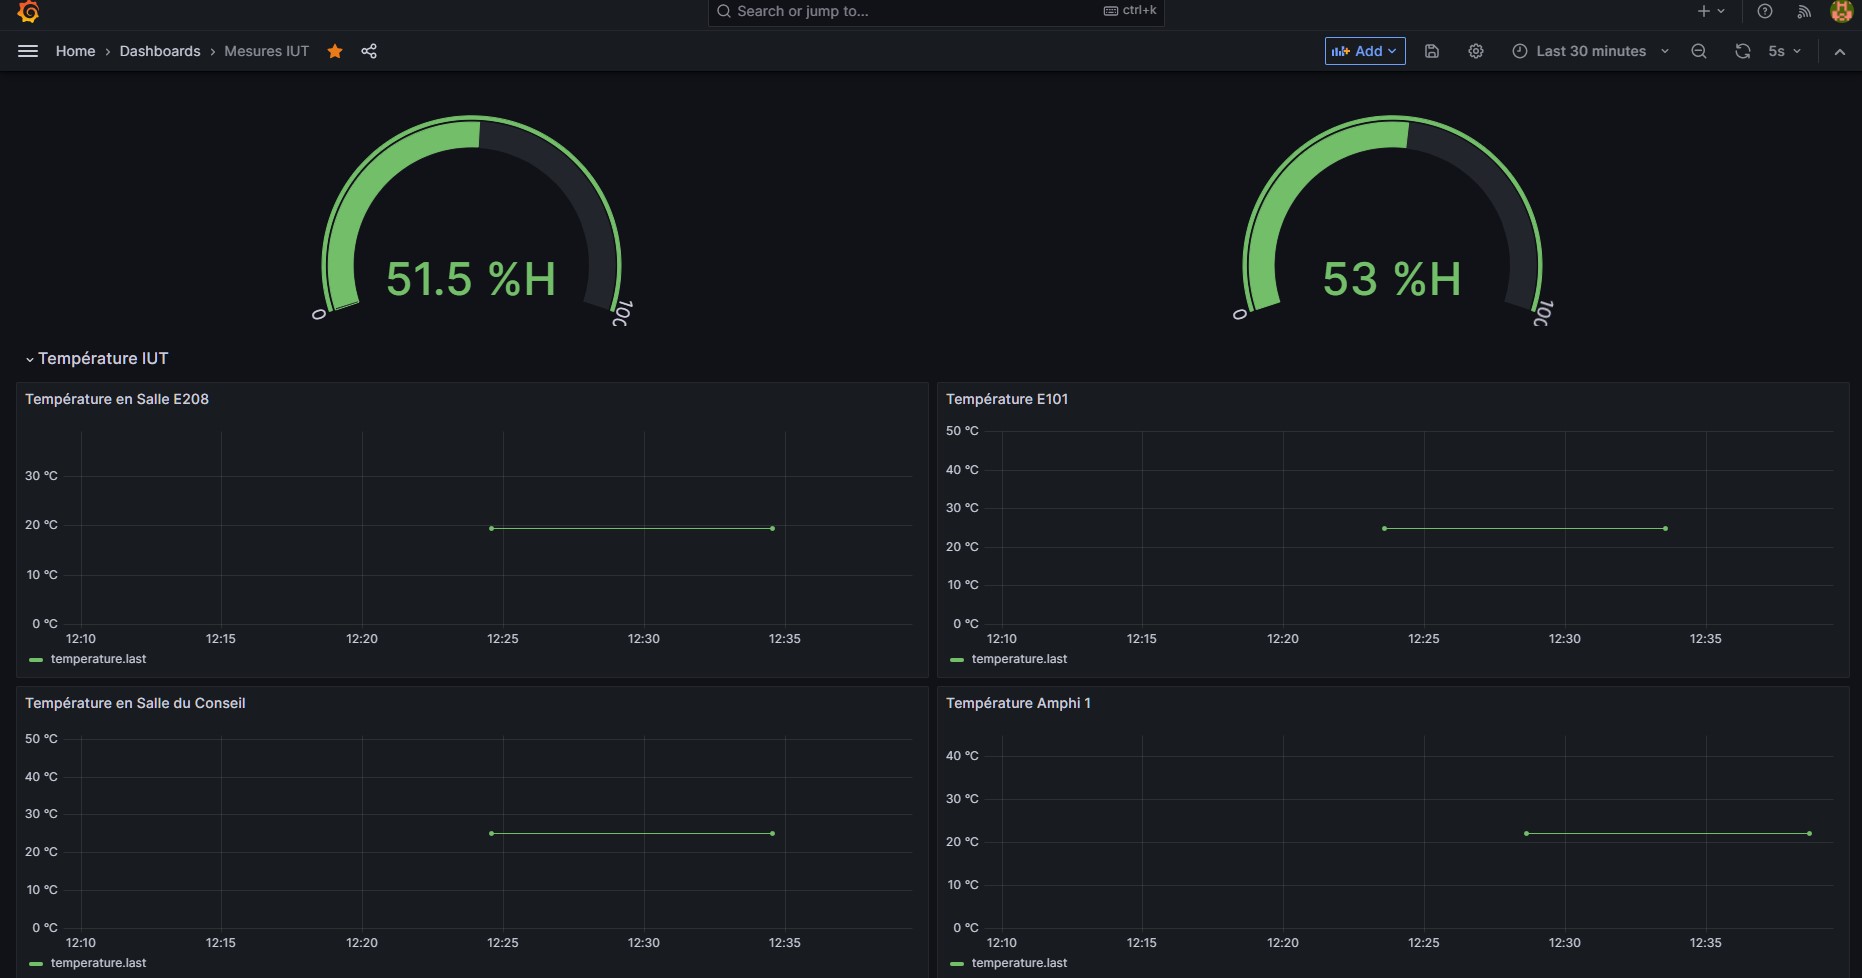 Search or jump to... ctrl+k
Home › Dashboards › Mesures IUT Add Last 30 minutes 5s
51.5 %H 53 %H
0 100 0 100
Température IUT
Température en Salle E208
30 °C
20 °C
10 °C
0 °C
12:10 12:15 12:20 12:25 12:30 12:35
temperature.last
Température E101
50 °C
40 °C
30 °C
20 °C
10 °C
0 °C
12:10 12:15 12:20 12:25 12:30 12:35
temperature.last
Température en Salle du Conseil
50 °C
40 °C
30 °C
20 °C
10 °C
0 °C
12:10 12:15 12:20 12:25 12:30 12:35
temperature.last
Température Amphi 1
40 °C
30 °C
20 °C
10 °C
0 °C
12:10 12:15 12:20 12:25 12:30 12:35
temperature.last